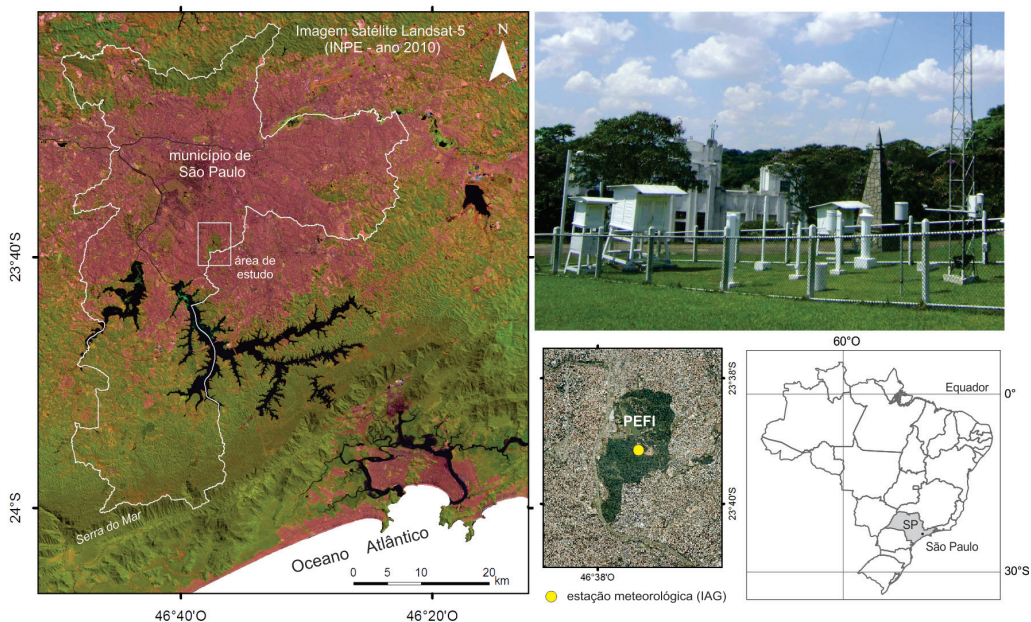 Imagem satélite Landsat-5
(INPE - ano 2010)
N
município de
São Paulo
área de
estudo
23°40'S
24°S
Serra do Mar
Oceano Atlântico
0 5 10 20
km
46°40'O
46°20'O
PEFI
23°38'S
23°40'S
46°38'O
estação meteorológica (IAG)
60°O
Equador
0°
SP
São Paulo
30°S